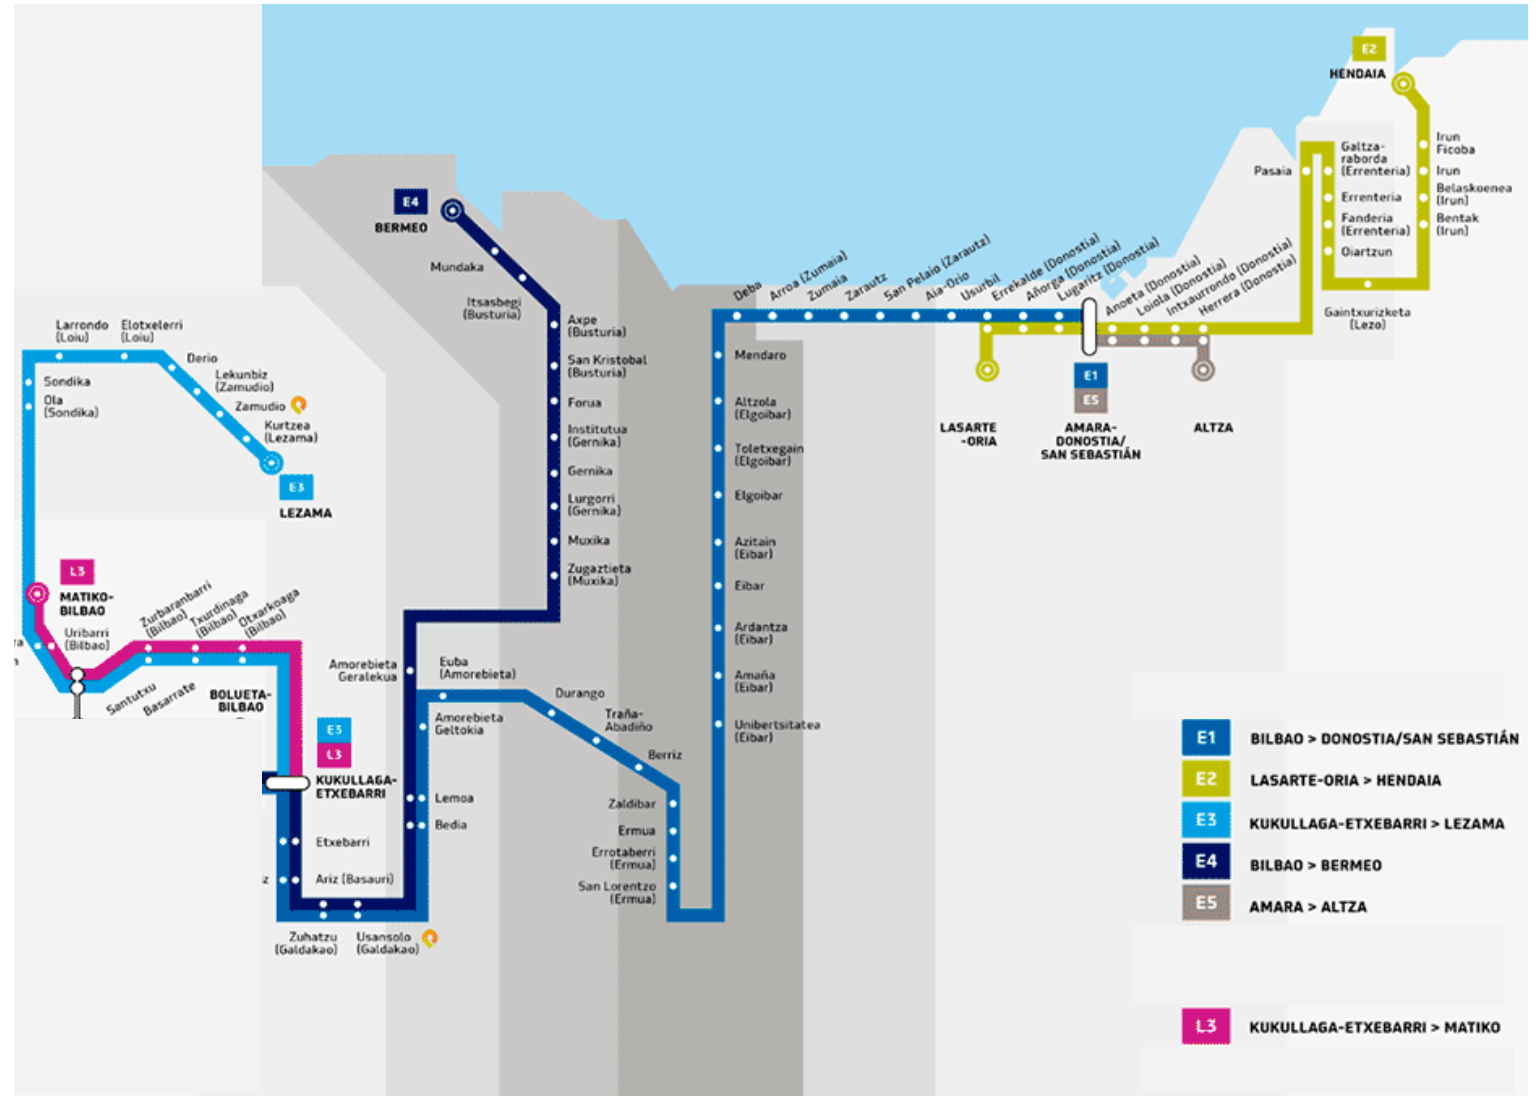 E2
HENDAIA
Irun
Ficoba
Irun
Belaskoenea
(Irun)
Bentak
(Irun)
Galtza-
raborda
(Errenteria)
Pasaia
Errenteria
Fanderia
(Errenteria)
Oiartzun
Gaintxurizketa
(Lezo)
E4
BERMEO
Mundaka
Itsasbegi
(Busturia)
Axpe
(Busturia)
San Kristobal
(Busturia)
Forua
Institutua
(Gernika)
Gernika
Lurgorri
(Gernika)
Muxika
Zugaztieta
(Muxika)
Deba
Arroa (Zumaia)
Zumaia
Zarautz
San Pelaio (Zarautz)
Aia-Orio
Usurbil
Errekalde (Donostia)
Añorga (Donostia)
Lugaritz (Donostia)
Anoeta (Donostia)
Loiola (Donostia)
Intxaurrondo (Donostia)
Herrera (Donostia)
E1
E5
LASARTE
-ORIA
AMARA-
DONOSTIA/
SAN SEBASTIÁN
ALTZA
Larrondo
(Loiu)
Elotxelerri
(Loiu)
Derio
Lekunbiz
(Zamudio)
Zamudio
Kurtzea
(Lezama)
Sondika
Ola
(Sondika)
E3
LEZAMA
L3
MATIKO-
BILBAO
Uribarri
(Bilbao)
Zurbaranbarri
(Bilbao)
Txurdinaga
(Bilbao)
Otxarkoaga
(Bilbao)
ra
n
Santutxu
Basarrate
BOLUETA-
BILBAO
E3
L3
KUKULLAGA-
ETXEBARRI
Etxebarri
z
Ariz (Basauri)
Zuhatzu
(Galdakao)
Usansolo
(Galdakao)
Amorebieta
Geralekua
Euba
(Amorebieta)
Amorebieta
Geltokia
Lemoa
Bedia
Durango
Traña-
Abadiño
Berriz
Zaldibar
Ermua
Errotaberri
(Ermua)
San Lorentzo
(Ermua)
Mendaro
Altzola
(Elgoibar)
Toletxegain
(Elgoibar)
Elgoibar
Azitain
(Eibar)
Eibar
Ardantza
(Eibar)
Amaña
(Eibar)
Unibertsitatea
(Eibar)
E1 BILBAO > DONOSTIA/SAN SEBASTIÁN
E2 LASARTE-ORIA > HENDAIA
E3 KUKULLAGA-ETXEBARRI > LEZAMA
E4 BILBAO > BERMEO
E5 AMARA > ALTZA
L3 KUKULLAGA-ETXEBARRI > MATIKO